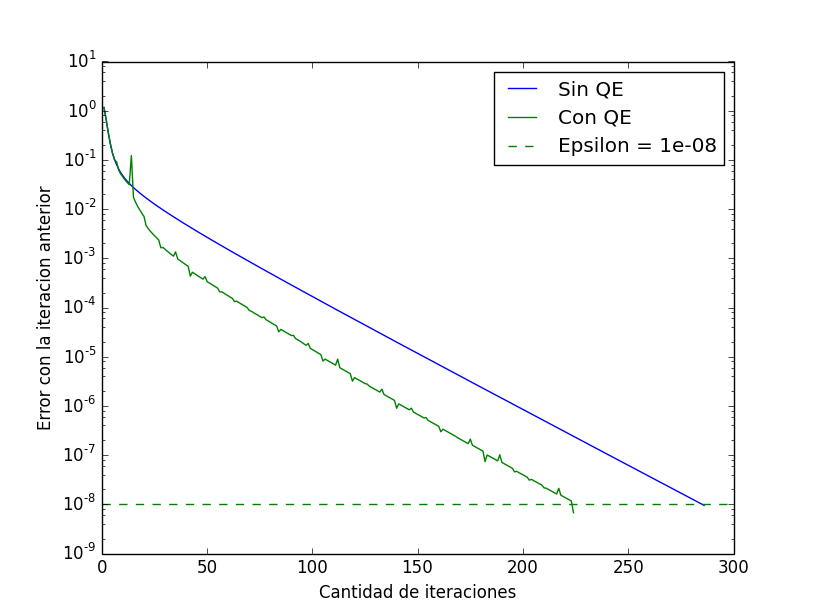 10^1
10^0
10^-1
10^-2
10^-3
10^-4
10^-5
10^-6
10^-7
10^-8
10^-9
Error con la iteracion anterior
Sin QE
Con QE
Epsilon = 1e-08
0 50 100 150 200 250 300
Cantidad de iteraciones